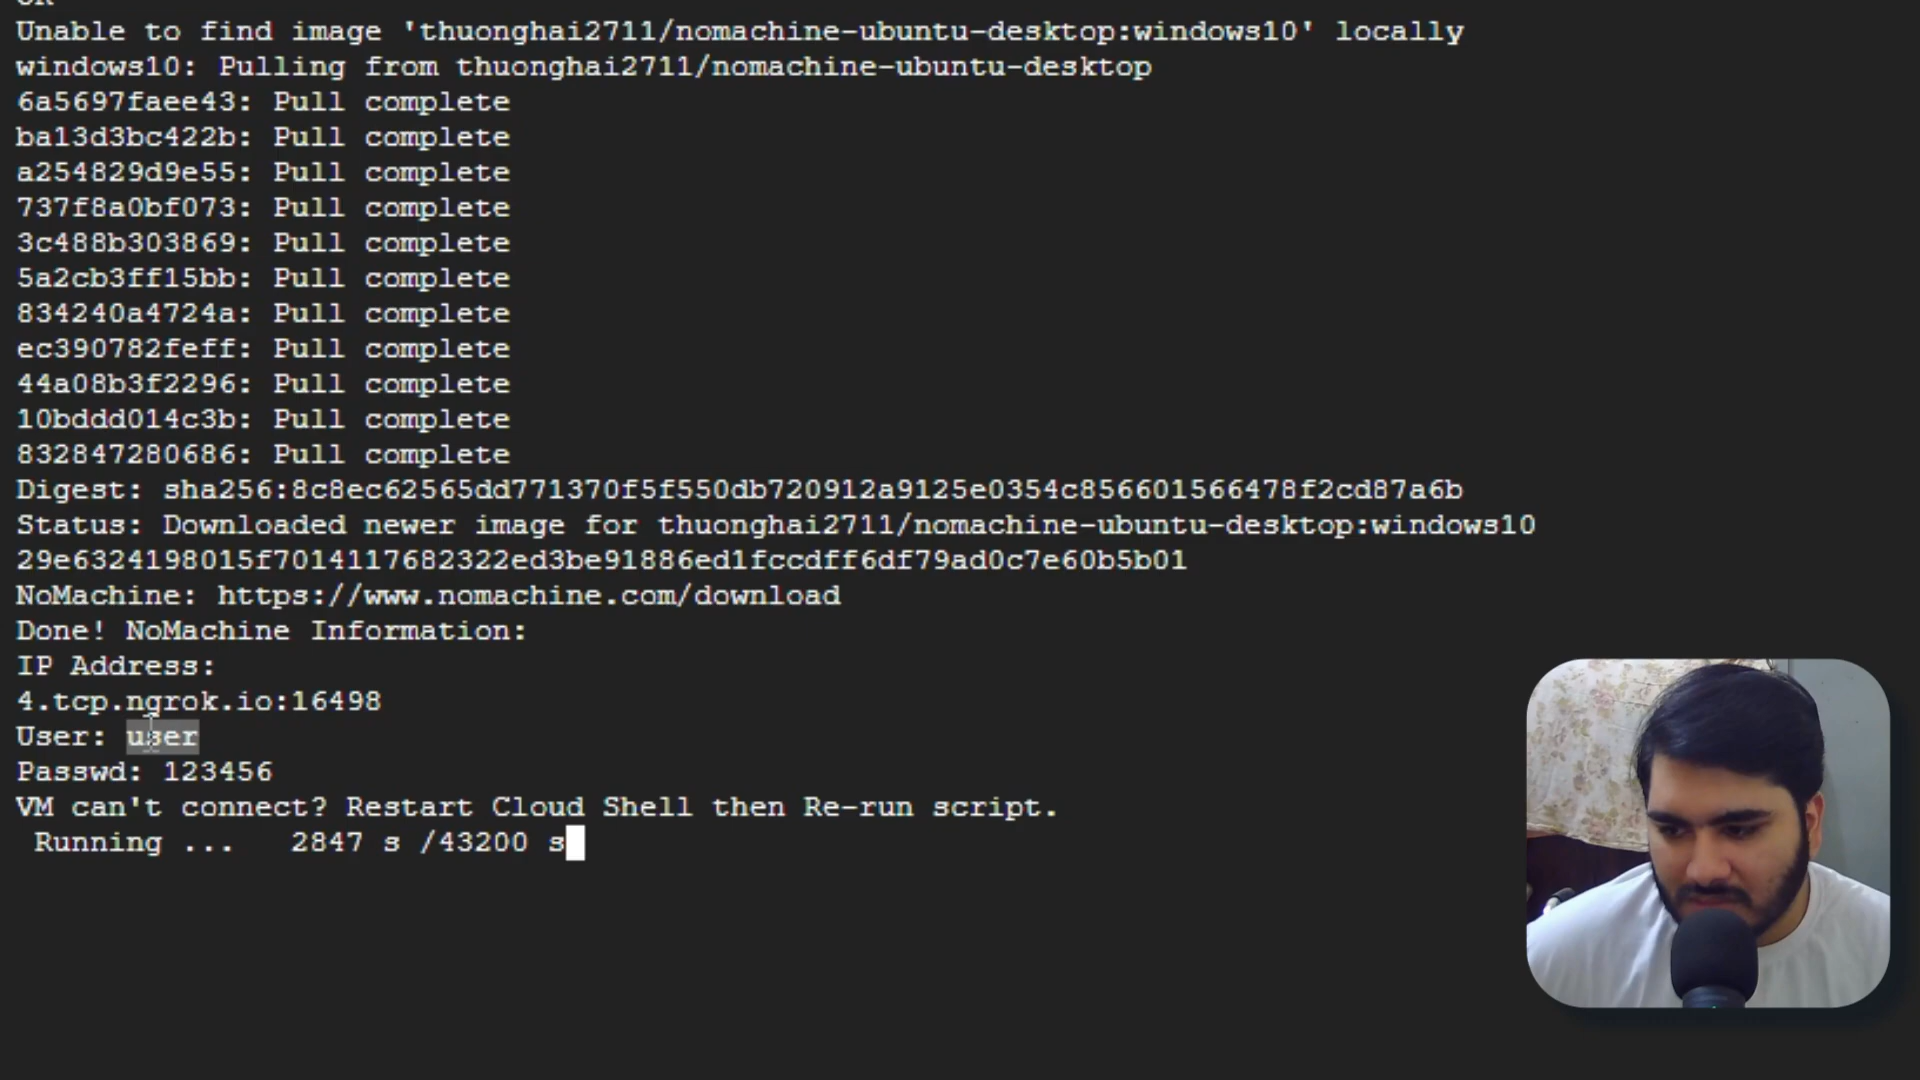 Unable to find image 'thuonghai2711/nomachine-ubuntu-desktop:windows10' locally
windows10: Pulling from thuonghai2711/nomachine-ubuntu-desktop
6a5697faee43: Pull complete
ba13d3bc422b: Pull complete
a254829d9e55: Pull complete
737f8a0bf073: Pull complete
3c488b303869: Pull complete
5a2cb3ff15bb: Pull complete
834240a4724a: Pull complete
ec390782feff: Pull complete
44a08b3f2296: Pull complete
10bddd014c3b: Pull complete
832847280686: Pull complete
Digest: sha256:8c8ec62565dd771370f5f550db720912a9125e0354c856601566478f2cd87a6b
Status: Downloaded newer image for thuonghai2711/nomachine-ubuntu-desktop:windows10
29e6324198015f7014117682322ed3be91886ed1fccdff6df79ad0c7e60b5b01
NoMachine: https://www.nomachine.com/download
Done! NoMachine Information:
IP Address:
4.tcp.ngrok.io:16498
User: user
Passwd: 123456
VM can't connect? Restart Cloud Shell then Re-run script.
Running ... 2847 s /43200 s